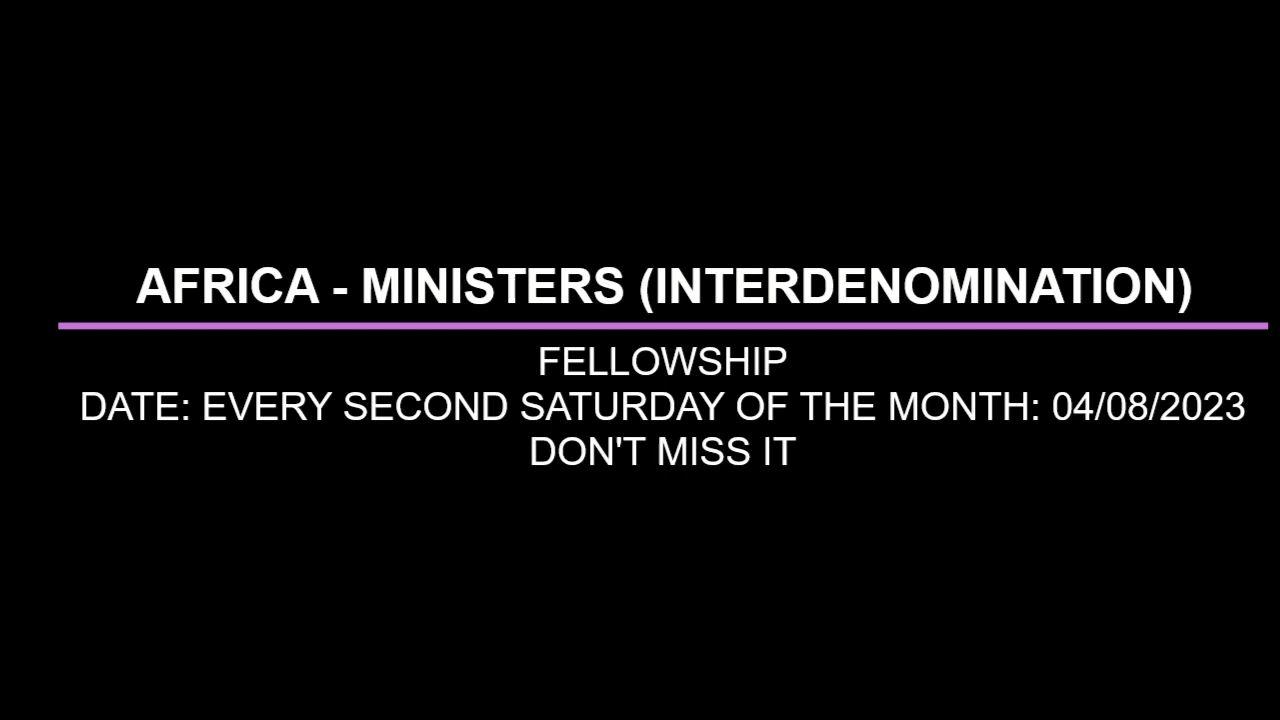 AFRICA - MINISTERS (INTERDENOMINATION)
FELLOWSHIP
DATE: EVERY SECOND SATURDAY OF THE MONTH: 04/08/2023
DON'T MISS IT